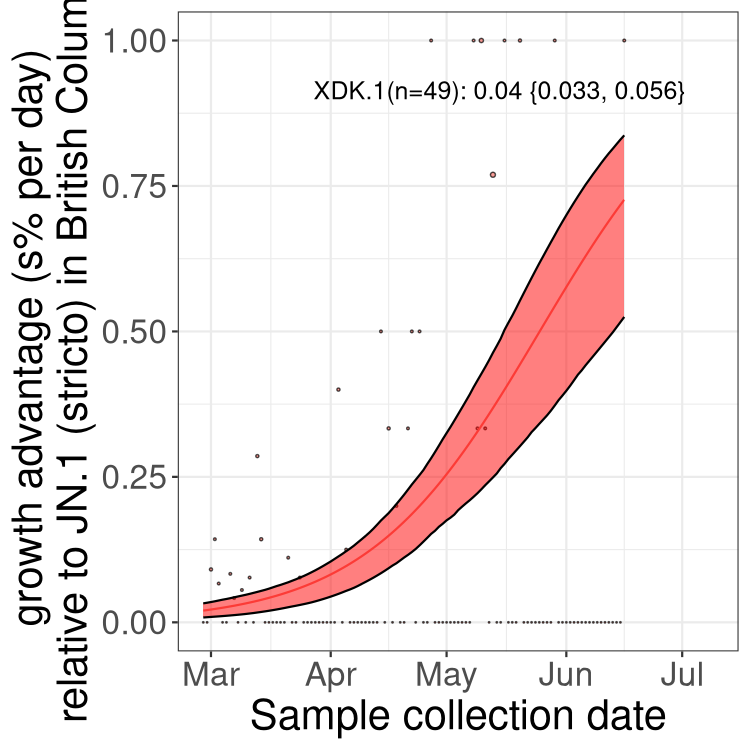 growth advantage (s% per day)
relative to JN.1 (stricto) in British Colum
1.00
0.75
0.50
0.25
0.00
XDK.1(n=49): 0.04 {0.033, 0.056}
Mar Apr May Jun Jul
Sample collection date